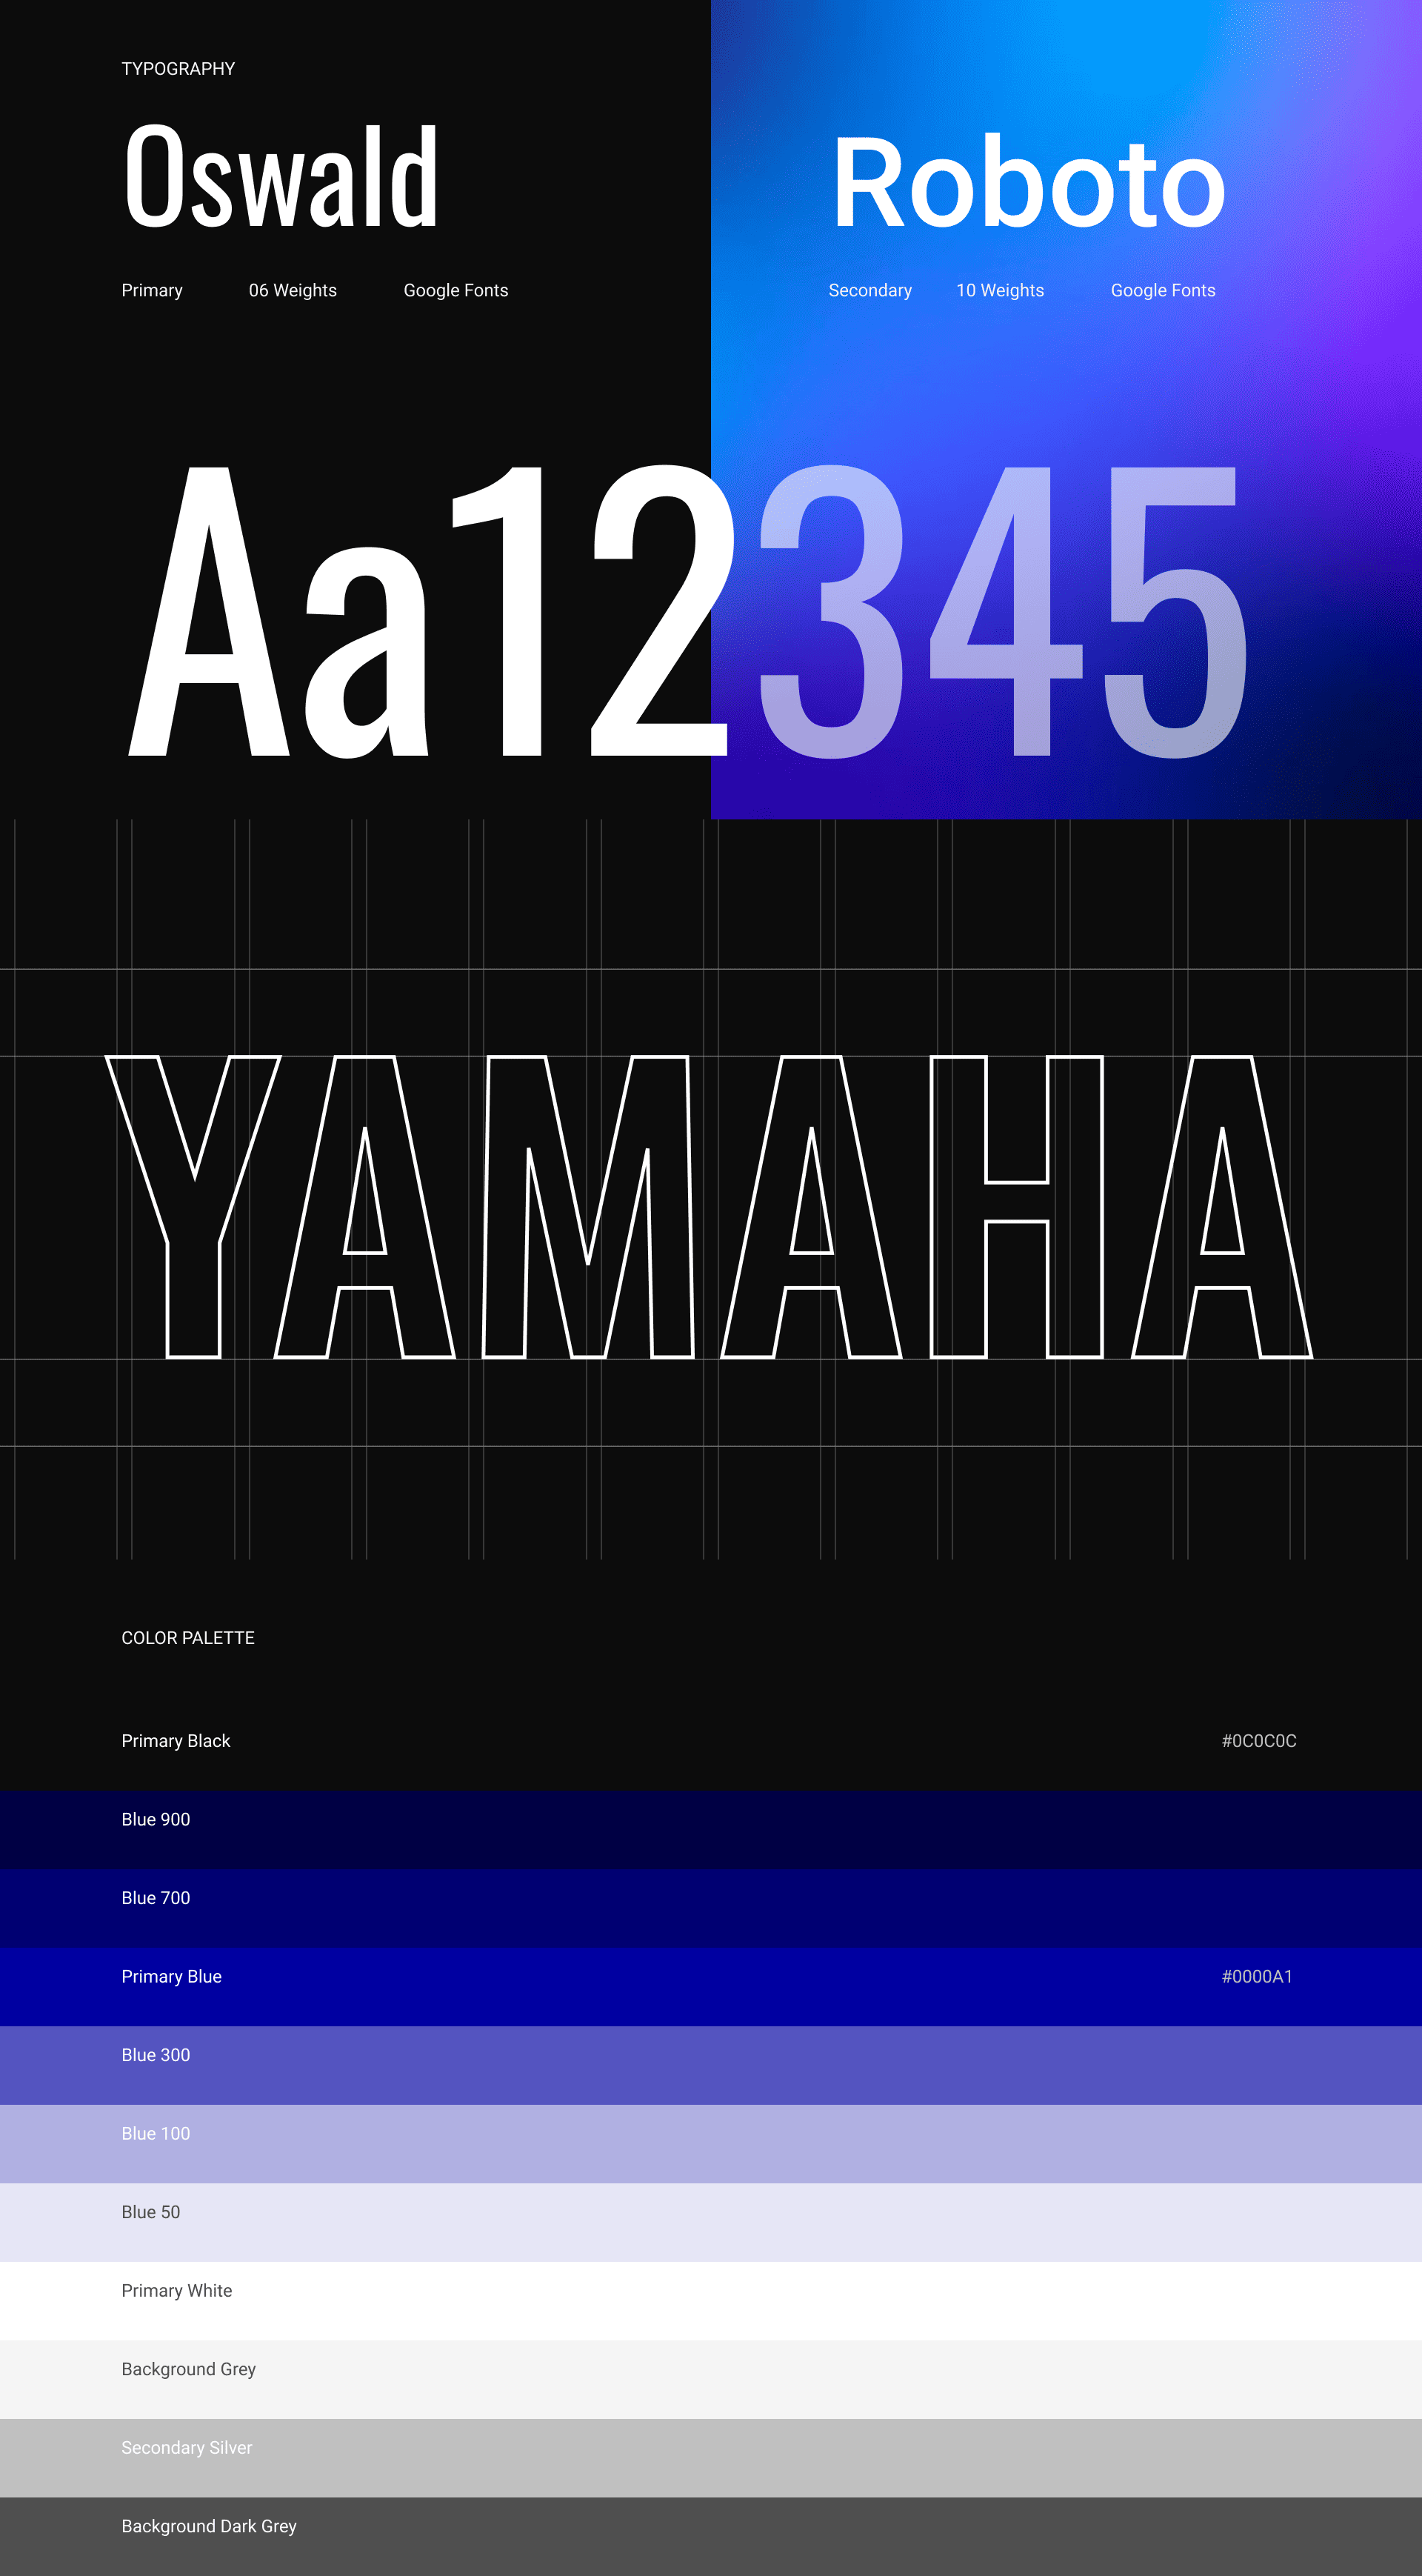 TYPOGRAPHY
Oswald
Primary 06 Weights Google Fonts
Roboto
Secondary 10 Weights Google Fonts
Aa12345
YAMAHA
COLOR PALETTE
Primary Black #0C0C0C
Blue 900
Blue 700
Primary Blue #0000A1
Blue 300
Blue 100
Blue 50
Primary White
Background Grey
Secondary Silver
Background Dark Grey